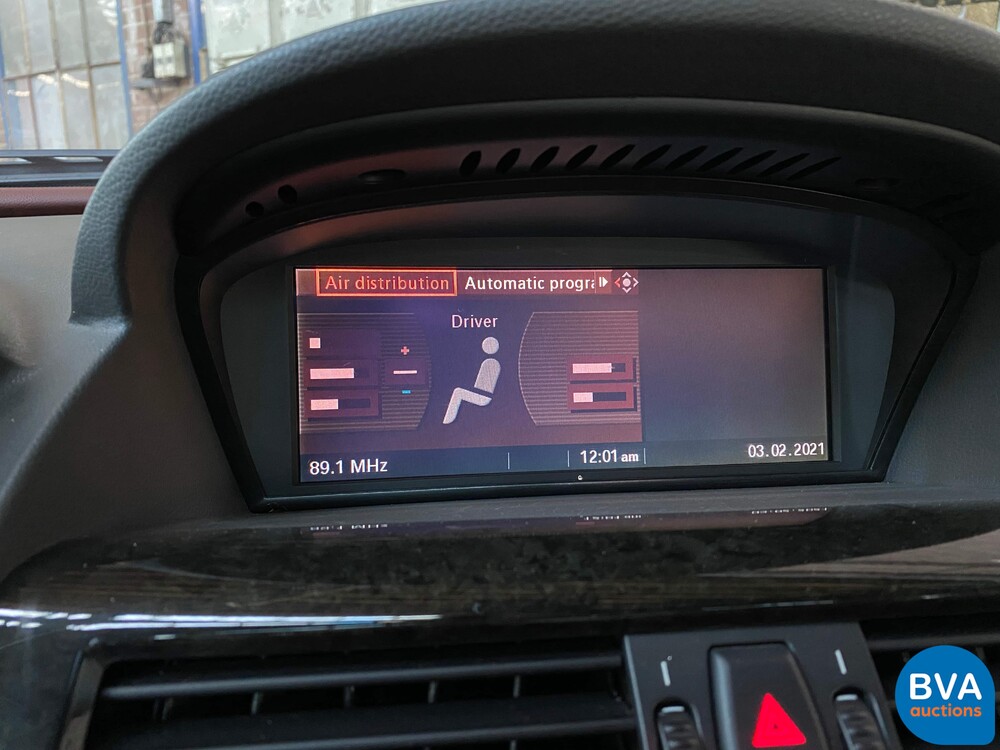 Air distribution Automatic progra
Driver
89.1 MHz 12:01 am 03.02.2021
BVA
auctions